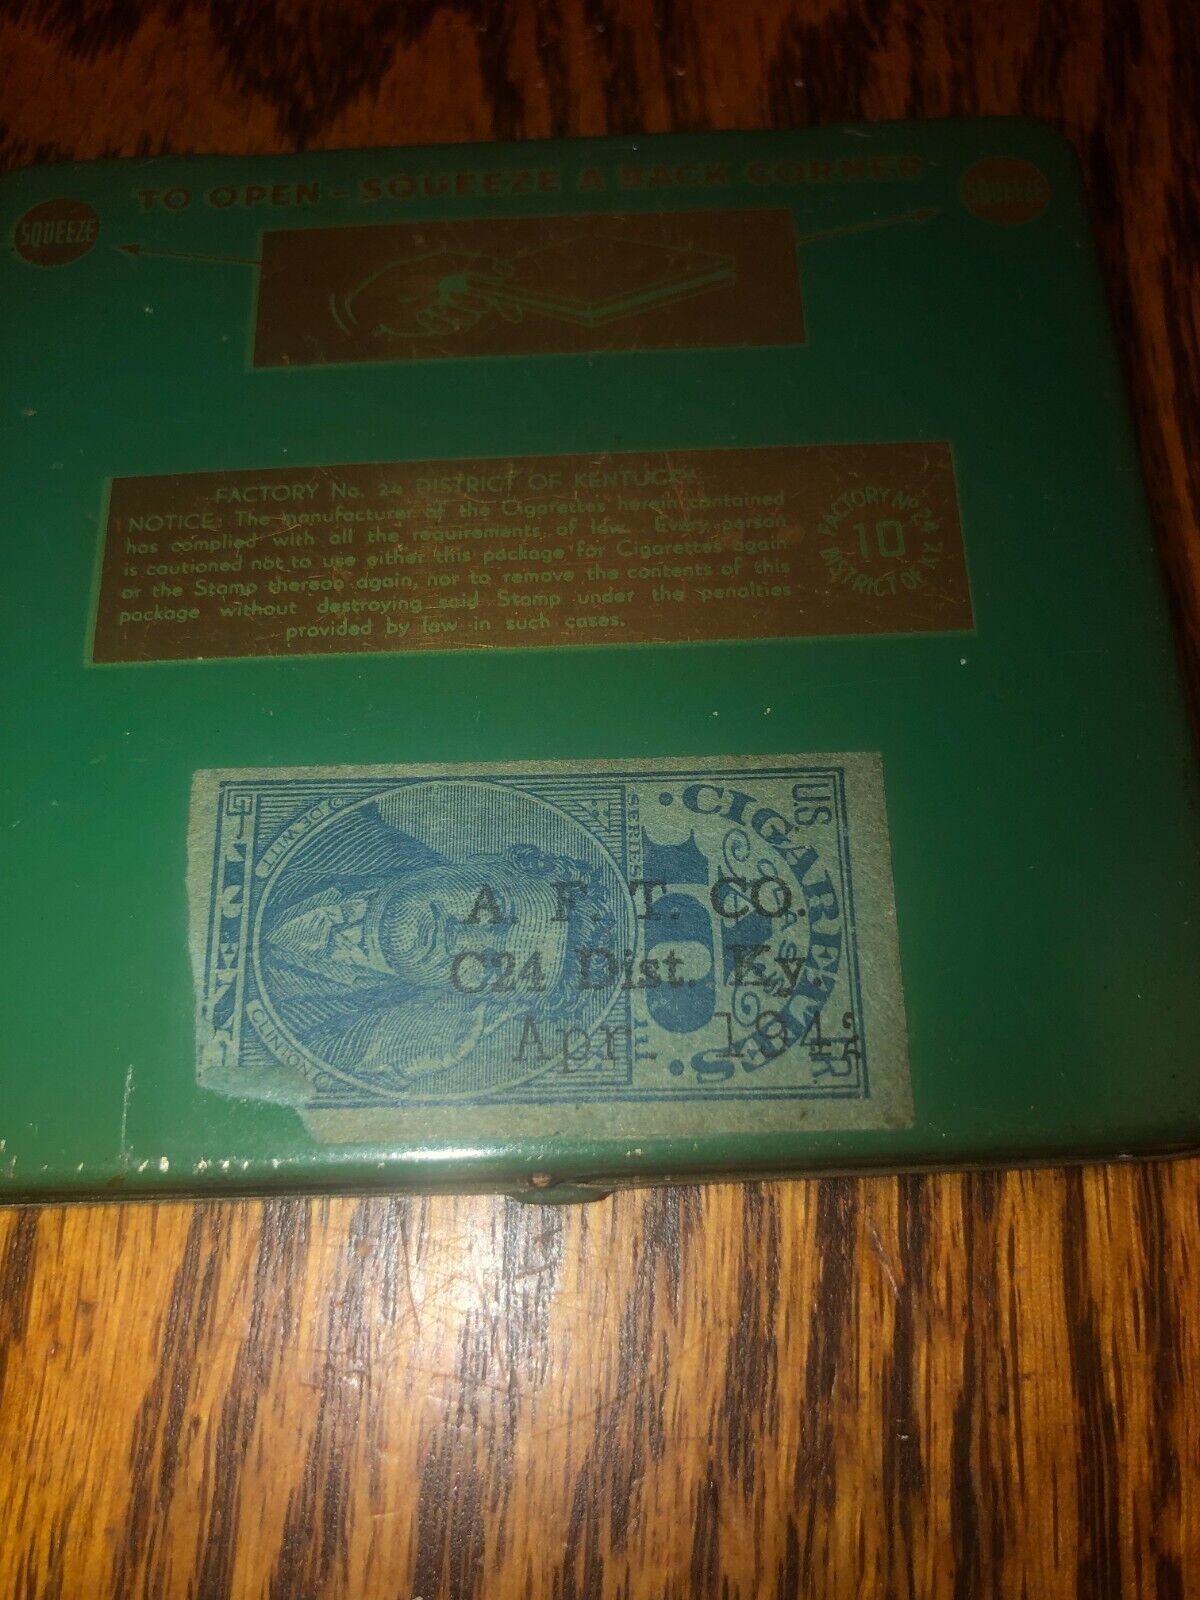 TO OPEN - SQUEEZE A BACK CORNER
SQUEEZE
SQUEEZE
FACTORY No. 24 DISTRICT OF KENTUCKY
NOTICE: The manufacturer of the Cigarettes herein contained
has complied with all the requirements of law. Every person
is cautioned not to use either this package for Cigarettes again
or the Stamp thereon again, nor to remove the contents of this
package without destroying said Stamp under the penalties
provided by law in such cases.
FACTORY No. 24
10
DISTRICT OF KY.
U.S. I.R.
CIGARETTES
CLASS
SERIES 111
DE WITT
CLINTON
A. F. T. CO.
C24 Dist. Ky.
Apr.